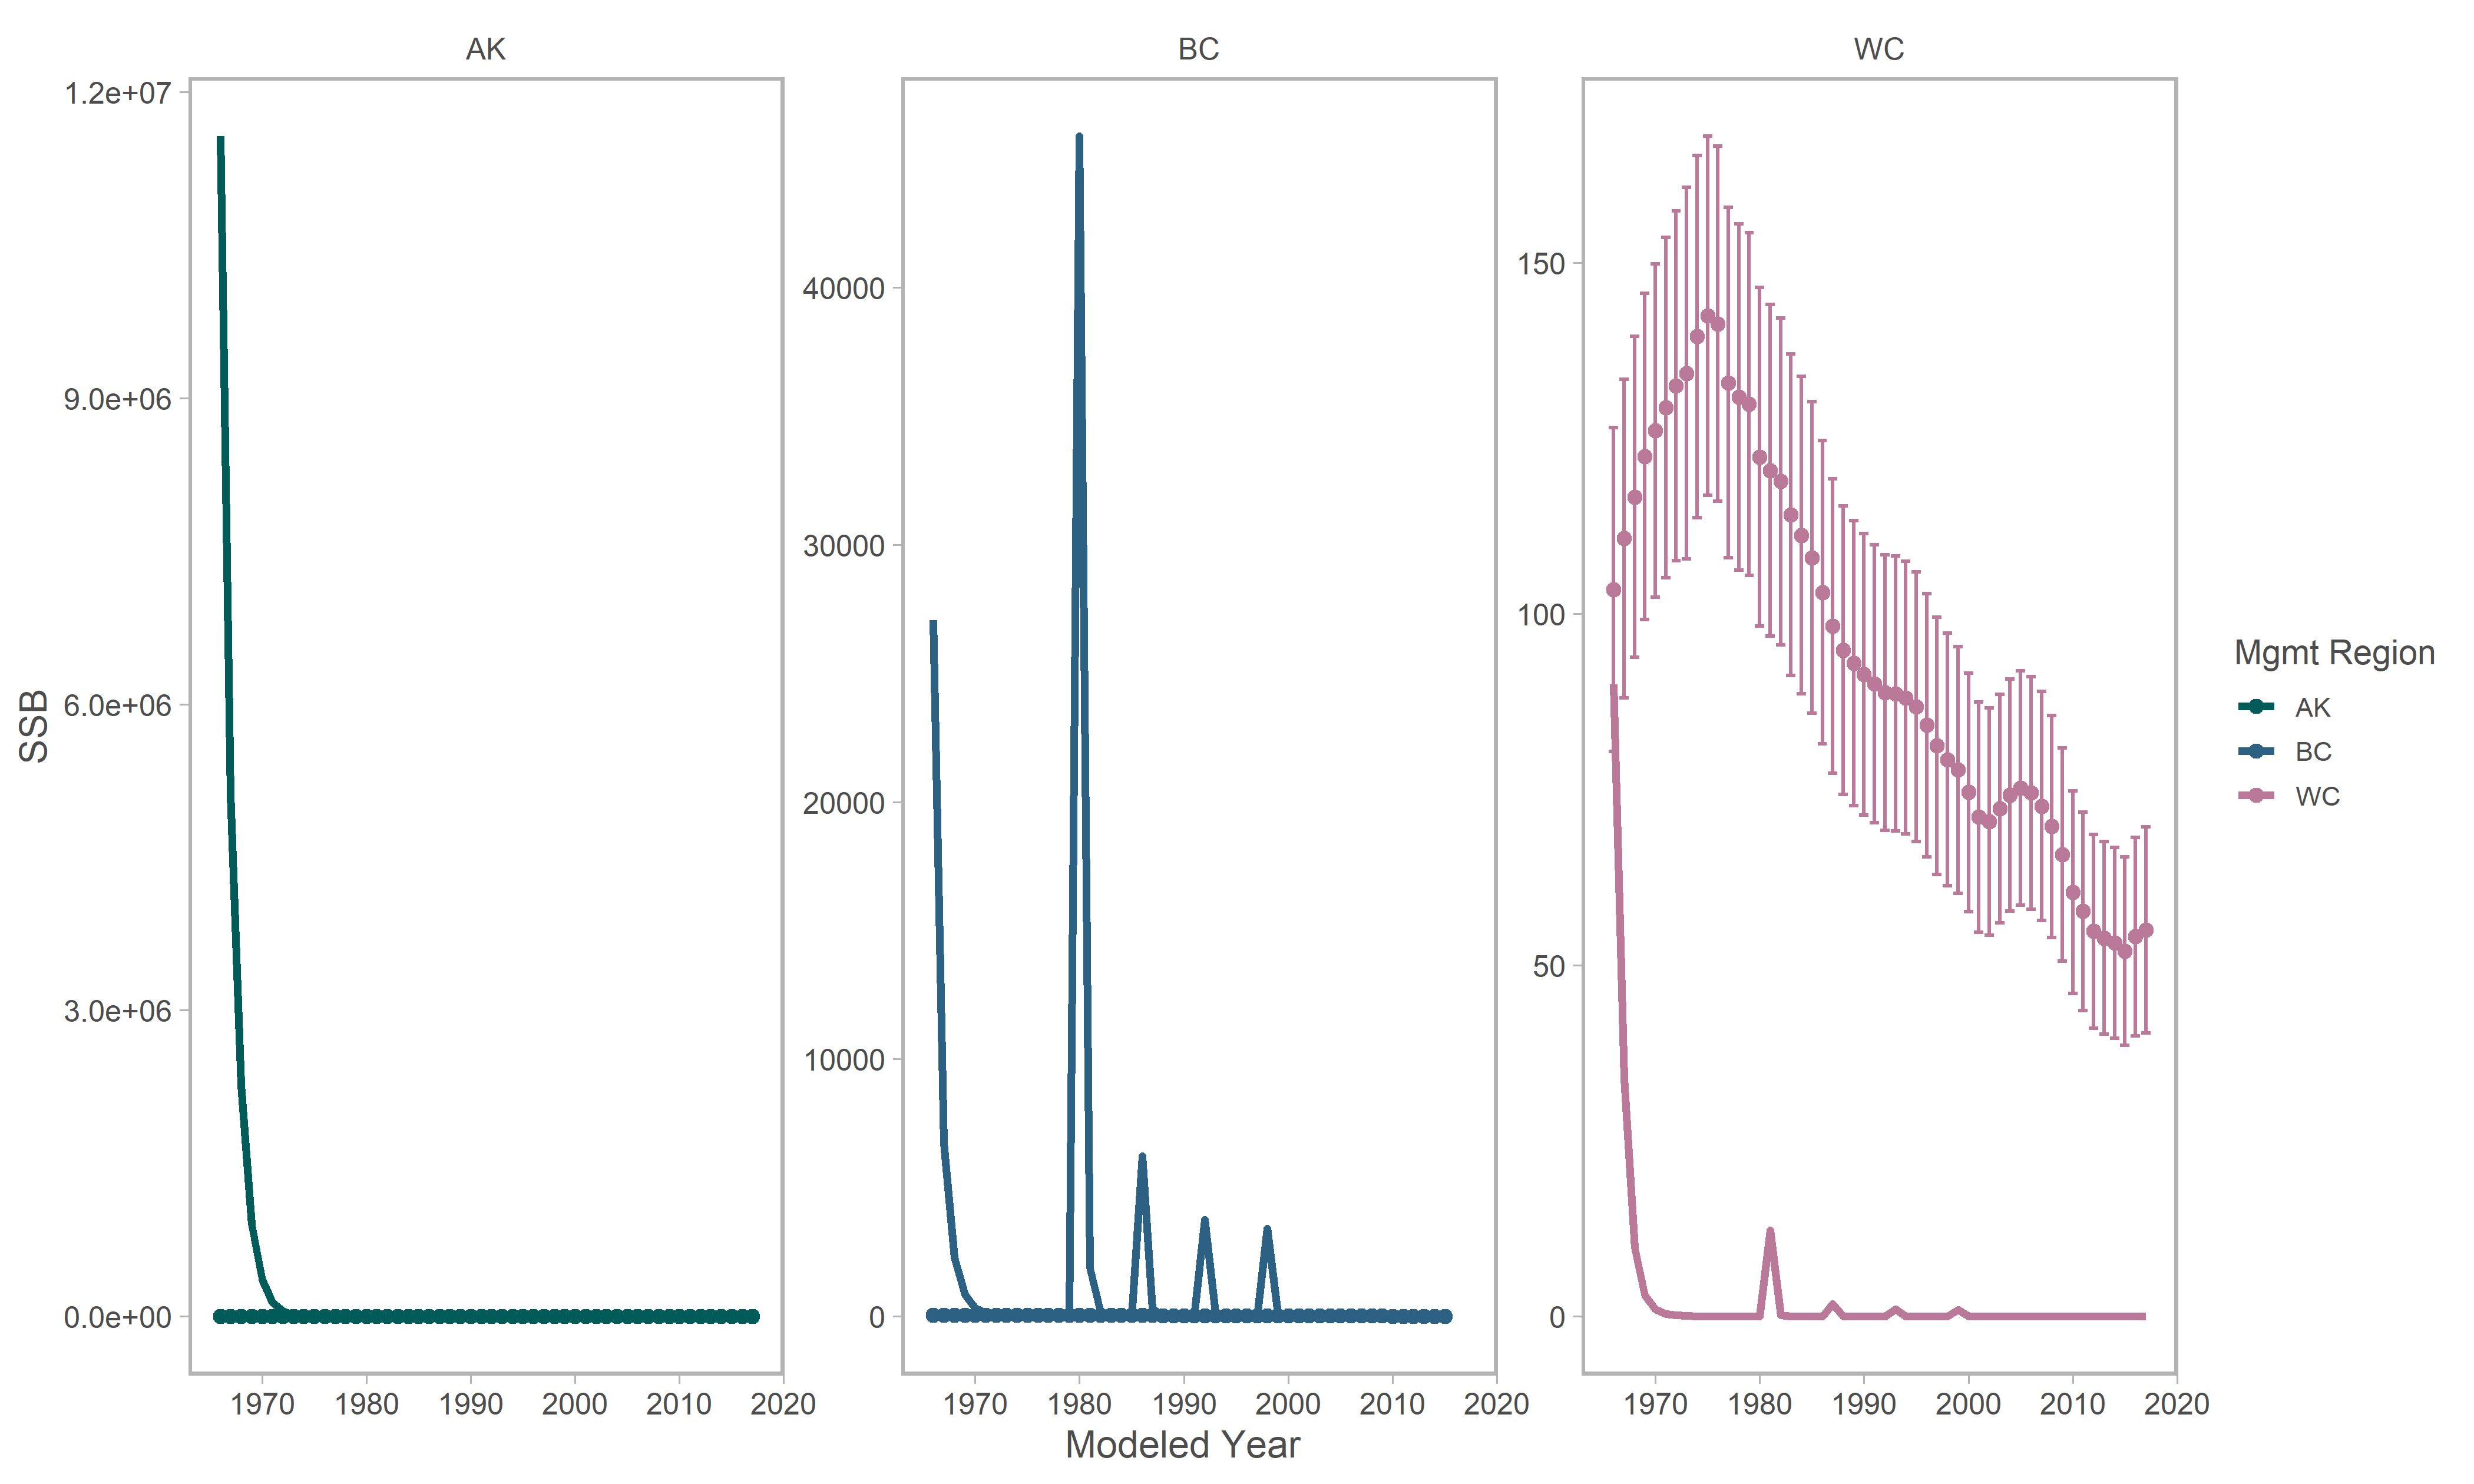 AK BC WC
1.2e+07
9.0e+06
6.0e+06
3.0e+06
0.0e+00
40000
30000
20000
10000
0
150
100
50
0
SSB
1970 1980 1990 2000 2010 2020
1970 1980 1990 2000 2010 2020
1970 1980 1990 2000 2010 2020
Modeled Year
Mgmt Region
AK
BC
WC